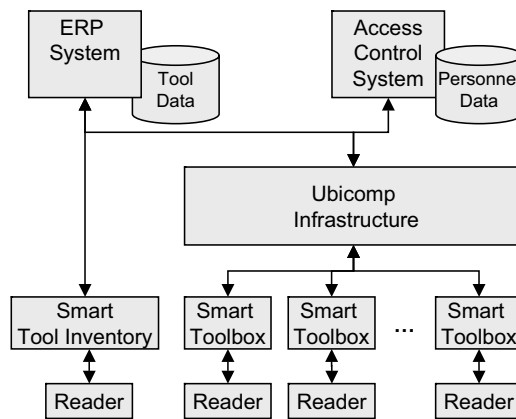 ERP
System
Tool
Data
Access
Control
System
Personne
Data
Ubicomp
Infrastructure
Smart
Tool Inventory
Smart
Toolbox
Smart
Toolbox
...
Smart
Toolbox
Reader
Reader
Reader
Reader